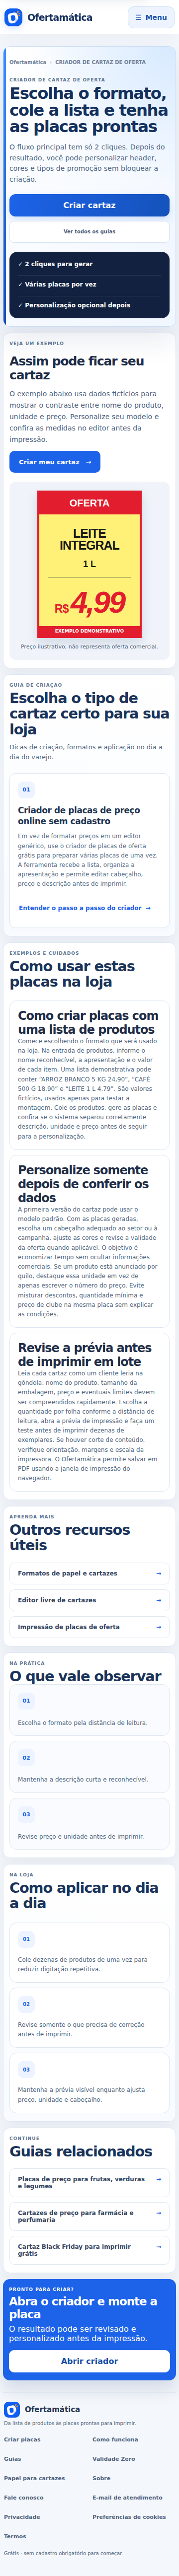 Ofertamática
☰ Menu
Ofertamática › CRIADOR DE CARTAZ DE OFERTA
CRIADOR DE CARTAZ DE OFERTA
Escolha o formato,
cole a lista e tenha
as placas prontas
O fluxo principal tem só 2 cliques. Depois do
resultado, você pode personalizar header,
cores e tipos de promoção sem bloquear a
criação.
Criar cartaz
Ver todos os guias
✓ 2 cliques para gerar
✓ Várias placas por vez
✓ Personalização opcional depois
VEJA UM EXEMPLO
Assim pode ficar seu
cartaz
O exemplo abaixo usa dados fictícios para
mostrar o contraste entre nome do produto,
unidade e preço. Personalize seu modelo e
confira as medidas no editor antes da
impressão.
Criar meu cartaz →
OFERTA
LEITE
INTEGRAL
1 L
R$4,99
EXEMPLO DEMONSTRATIVO
Preço ilustrativo, não representa oferta comercial.
GUIA DE CRIAÇÃO
Escolha o tipo de
cartaz certo para sua
loja
Dicas de criação, formatos e aplicação no dia a
dia do varejo.
01
Criador de placas de preço
online sem cadastro
Em vez de formatar preços em um editor
genérico, use o criador de placas de oferta
grátis para preparar várias placas de uma vez.
A ferramenta recebe a lista, organiza a
apresentação e permite editar cabeçalho,
preço e descrição antes de imprimir.
Entender o passo a passo do criador →
EXEMPLOS E CUIDADOS
Como usar estas
placas na loja
Como criar placas com
uma lista de produtos
Comece escolhendo o formato que será usado
na loja. Na entrada de produtos, informe o
nome reconhecível, a apresentação e o valor
de cada item. Uma lista demonstrativa pode
conter “ARROZ BRANCO 5 KG 24,90”, “CAFÉ
500 G 18,90” e “LEITE 1 L 4,79”. São valores
fictícios, usados apenas para testar a
montagem. Cole os produtos, gere as placas e
confira se o sistema separou corretamente
descrição, unidade e preço antes de seguir
para a personalização.
Personalize somente
depois de conferir os
dados
A primeira versão do cartaz pode usar o
modelo padrão. Com as placas geradas,
escolha um cabeçalho adequado ao setor ou à
campanha, ajuste as cores e revise a validade
da oferta quando aplicável. O objetivo é
economizar tempo sem ocultar informações
comerciais. Se um produto está anunciado por
quilo, destaque essa unidade em vez de
apenas escrever o número do preço. Evite
misturar descontos, quantidade mínima e
preço de clube na mesma placa sem explicar
as condições.
Revise a prévia antes
de imprimir em lote
Leia cada cartaz como um cliente leria na
gôndola: nome do produto, tamanho da
embalagem, preço e eventuais limites devem
ser compreendidos rapidamente. Escolha a
quantidade por folha conforme a distância de
leitura, abra a prévia de impressão e faça um
teste antes de imprimir dezenas de
exemplares. Se houver corte de conteúdo,
verifique orientação, margens e escala da
impressora. O Ofertamática permite salvar em
PDF usando a janela de impressão do
navegador.
APRENDA MAIS
Outros recursos
úteis
Formatos de papel e cartazes →
Editor livre de cartazes →
Impressão de placas de oferta →
NA PRÁTICA
O que vale observar
01
Escolha o formato pela distância de leitura.
02
Mantenha a descrição curta e reconhecível.
03
Revise preço e unidade antes de imprimir.
NA LOJA
Como aplicar no dia
a dia
01
Cole dezenas de produtos de uma vez para
reduzir digitação repetitiva.
02
Revise somente o que precisa de correção
antes de imprimir.
03
Mantenha a prévia visível enquanto ajusta
preço, unidade e cabeçalho.
CONTINUE
Guias relacionados
Placas de preço para frutas, verduras →
e legumes
Cartazes de preço para farmácia e →
perfumaria
Cartaz Black Friday para imprimir →
grátis
PRONTO PARA CRIAR?
Abra o criador e monte a
placa
O resultado pode ser revisado e
personalizado antes da impressão.
Abrir criador
Ofertamática
Da lista de produtos às placas prontas para imprimir.
Criar placas
Como funciona
Guias
Validade Zero
Papel para cartazes
Sobre
Fale conosco
E-mail de atendimento
Privacidade
Preferências de cookies
Termos
Grátis · sem cadastro obrigatório para começar